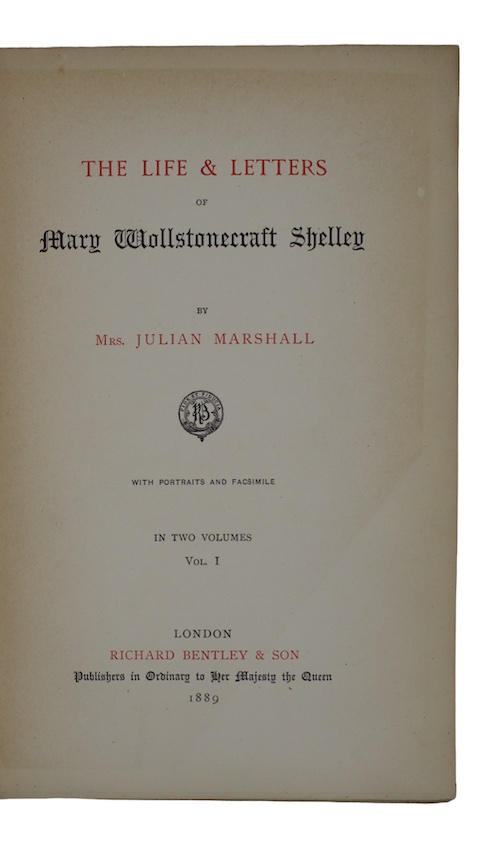 THE LIFE & LETTERS
OF
Mary Wollstonecraft Shelley
BY
MRS. JULIAN MARSHALL
RB
WITH PORTRAITS AND FACSIMILE
IN TWO VOLUMES
VOL. I
LONDON
RICHARD BENTLEY & SON
Publishers in Ordinary to Her Majesty the Queen
1889